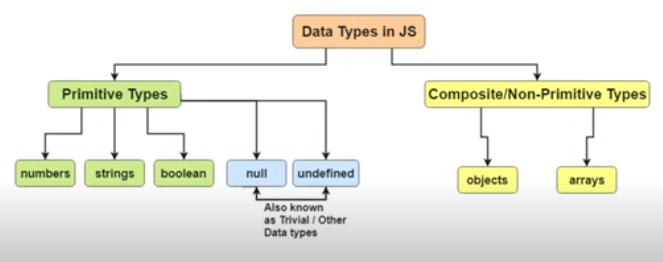 Data Types in JS
Primitive Types
Composite/Non-Primitive Types
numbers
strings
boolean
null
undefined
objects
arrays
Also known
as Trivial / Other
Data types